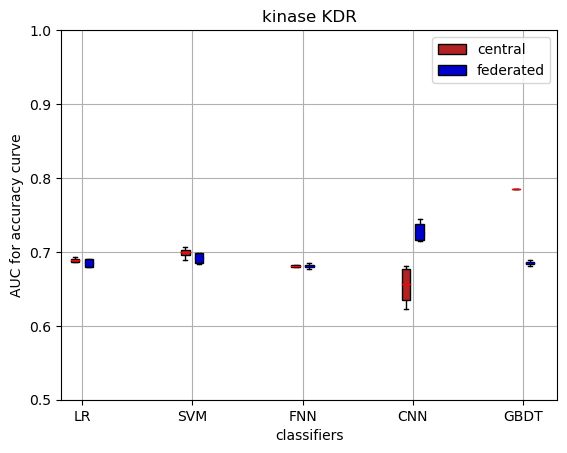 kinase KDR
central
federated
AUC for accuracy curve
1.0
0.9
0.8
0.7
0.6
0.5
LR SVM FNN CNN GBDT
classifiers